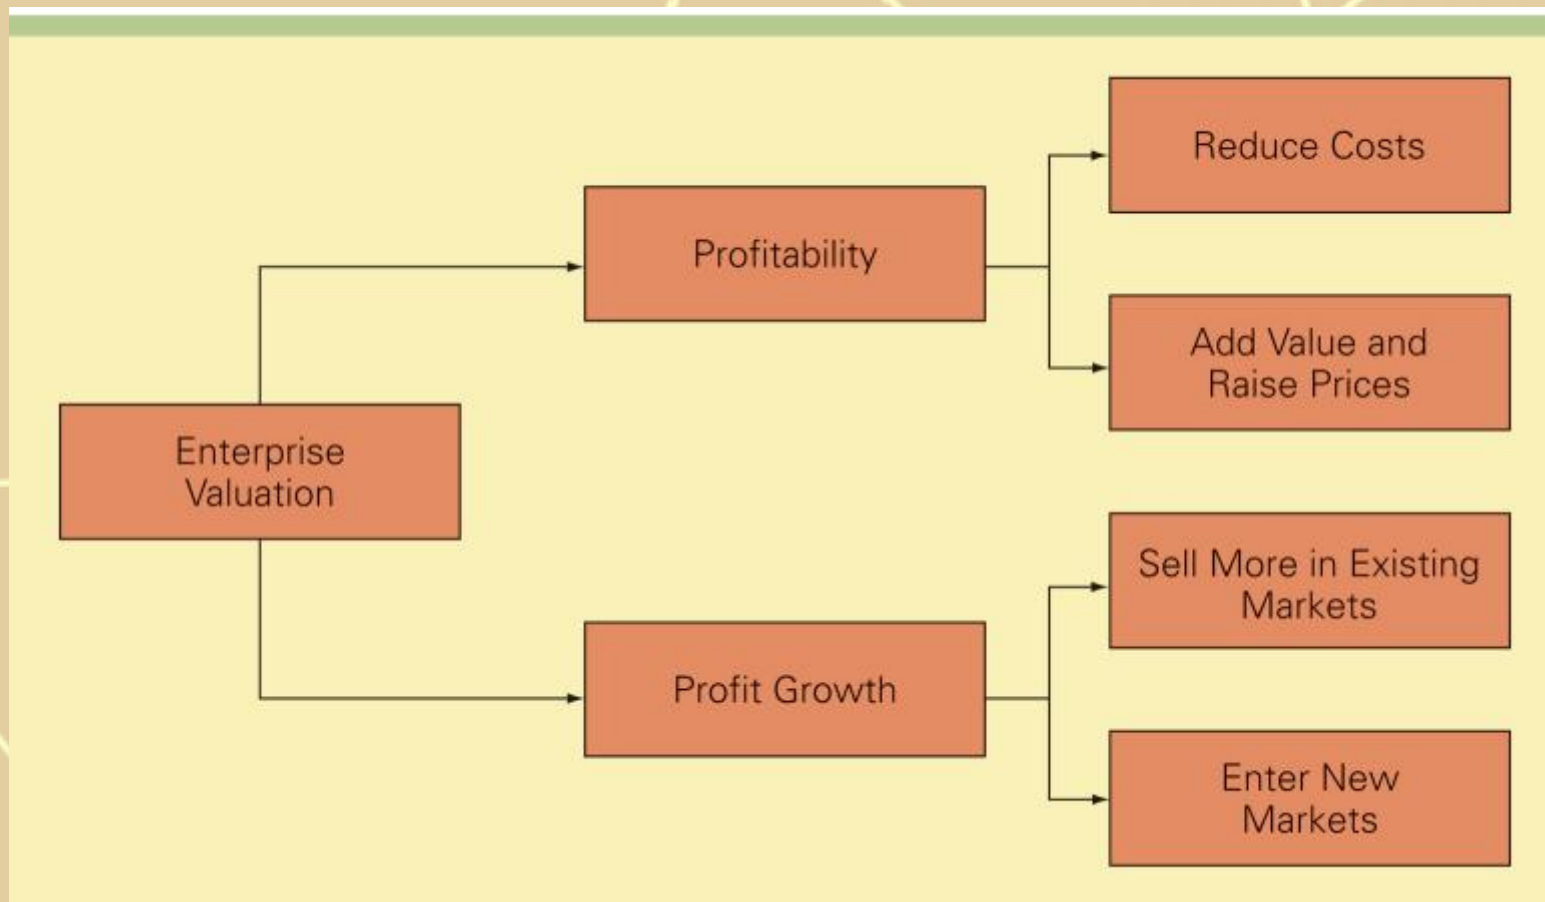 Reduce Costs
Profitability
Add Value and
Raise Prices
Enterprise
Valuation
Sell More in Existing
Markets
Profit Growth
Enter New
Markets